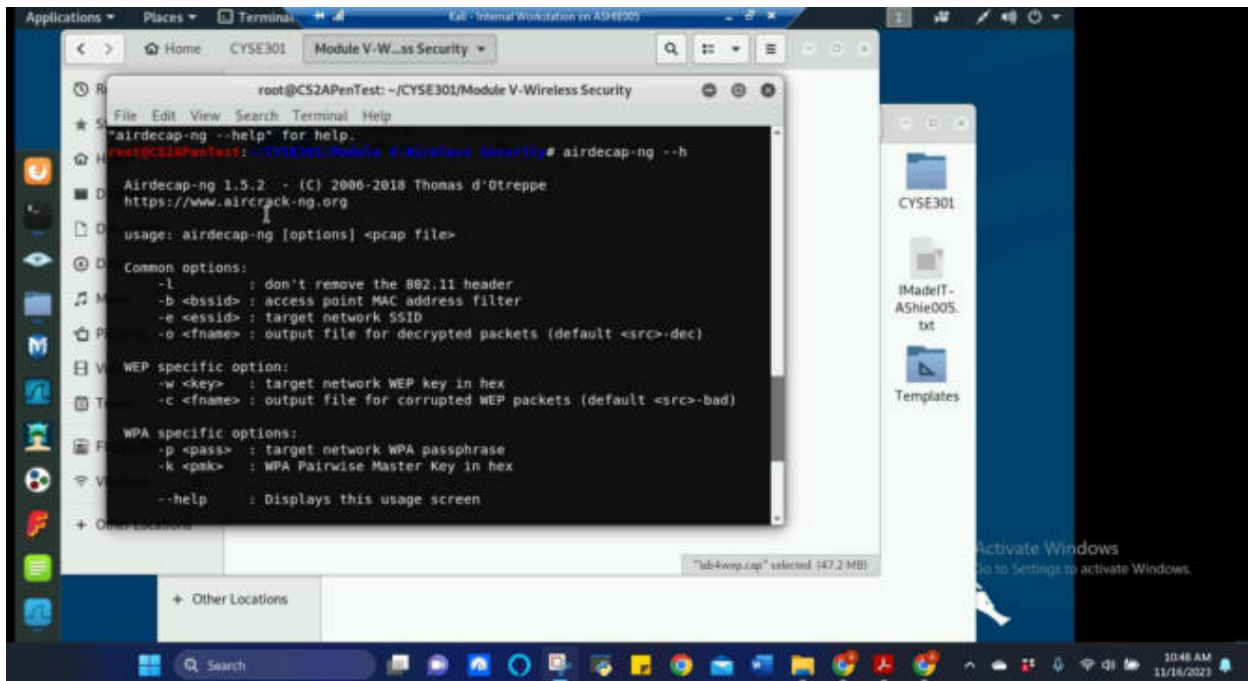 Applications Places Terminal Kali - Internal Workstation on ASHIE005 1
Home CYSE301 Module V-W...ss Security
root@CS2APenTest: ~/CYSE301/Module V-Wireless Security
File Edit View Search Terminal Help
"airdecap-ng --help" for help.
root@CS2APenTest:~/CYSE301/Module V-Wireless Security# airdecap-ng --h
Airdecap-ng 1.5.2 - (C) 2006-2018 Thomas d'Otreppe
https://www.aircrack-ng.org
usage: airdecap-ng [options] <pcap file>
Common options:
-l : don't remove the 802.11 header
-b <bssid> : access point MAC address filter
-e <essid> : target network SSID
-o <fname> : output file for decrypted packets (default <src>-dec)
WEP specific option:
-w <key> : target network WEP key in hex
-c <fname> : output file for corrupted WEP packets (default <src>-bad)
WPA specific options:
-p <pass> : target network WPA passphrase
-k <pmk> : WPA Pairwise Master Key in hex
--help : Displays this usage screen
+ Other Locations
"lab4wep.cap" selected (47.2 MB)
+ Other Locations
CYSE301
IMadeIT-
AShie005.
txt
Templates
Activate Windows
Go to Settings to activate Windows.
Search
10:48 AM
11/16/2023